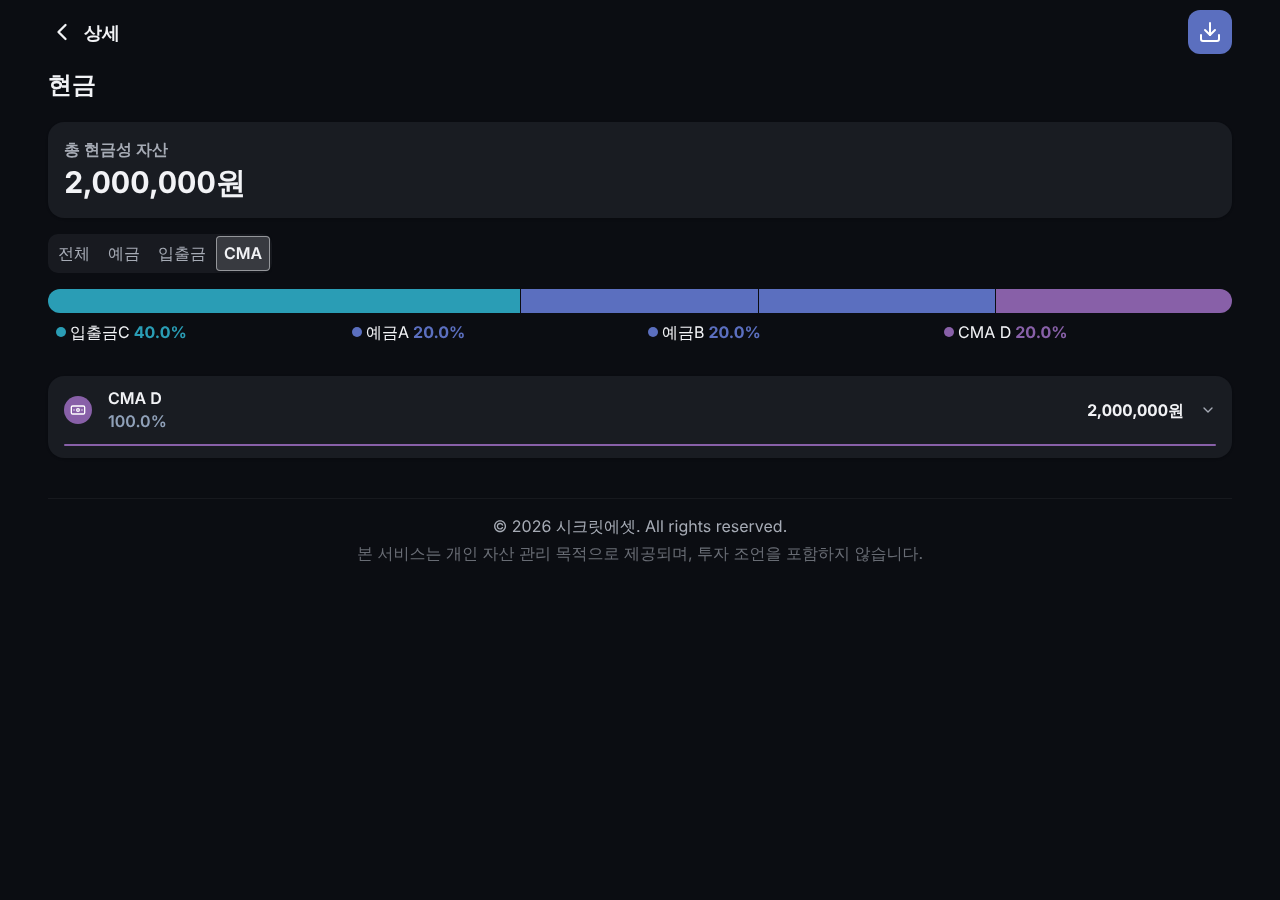 상세
현금
총 현금성 자산
2,000,000원
전체 예금 입출금 CMA
입출금C 40.0% 예금A 20.0% 예금B 20.0% CMA D 20.0%
CMA D
100.0%
2,000,000원
© 2026 시크릿에셋. All rights reserved.
본 서비스는 개인 자산 관리 목적으로 제공되며, 투자 조언을 포함하지 않습니다.